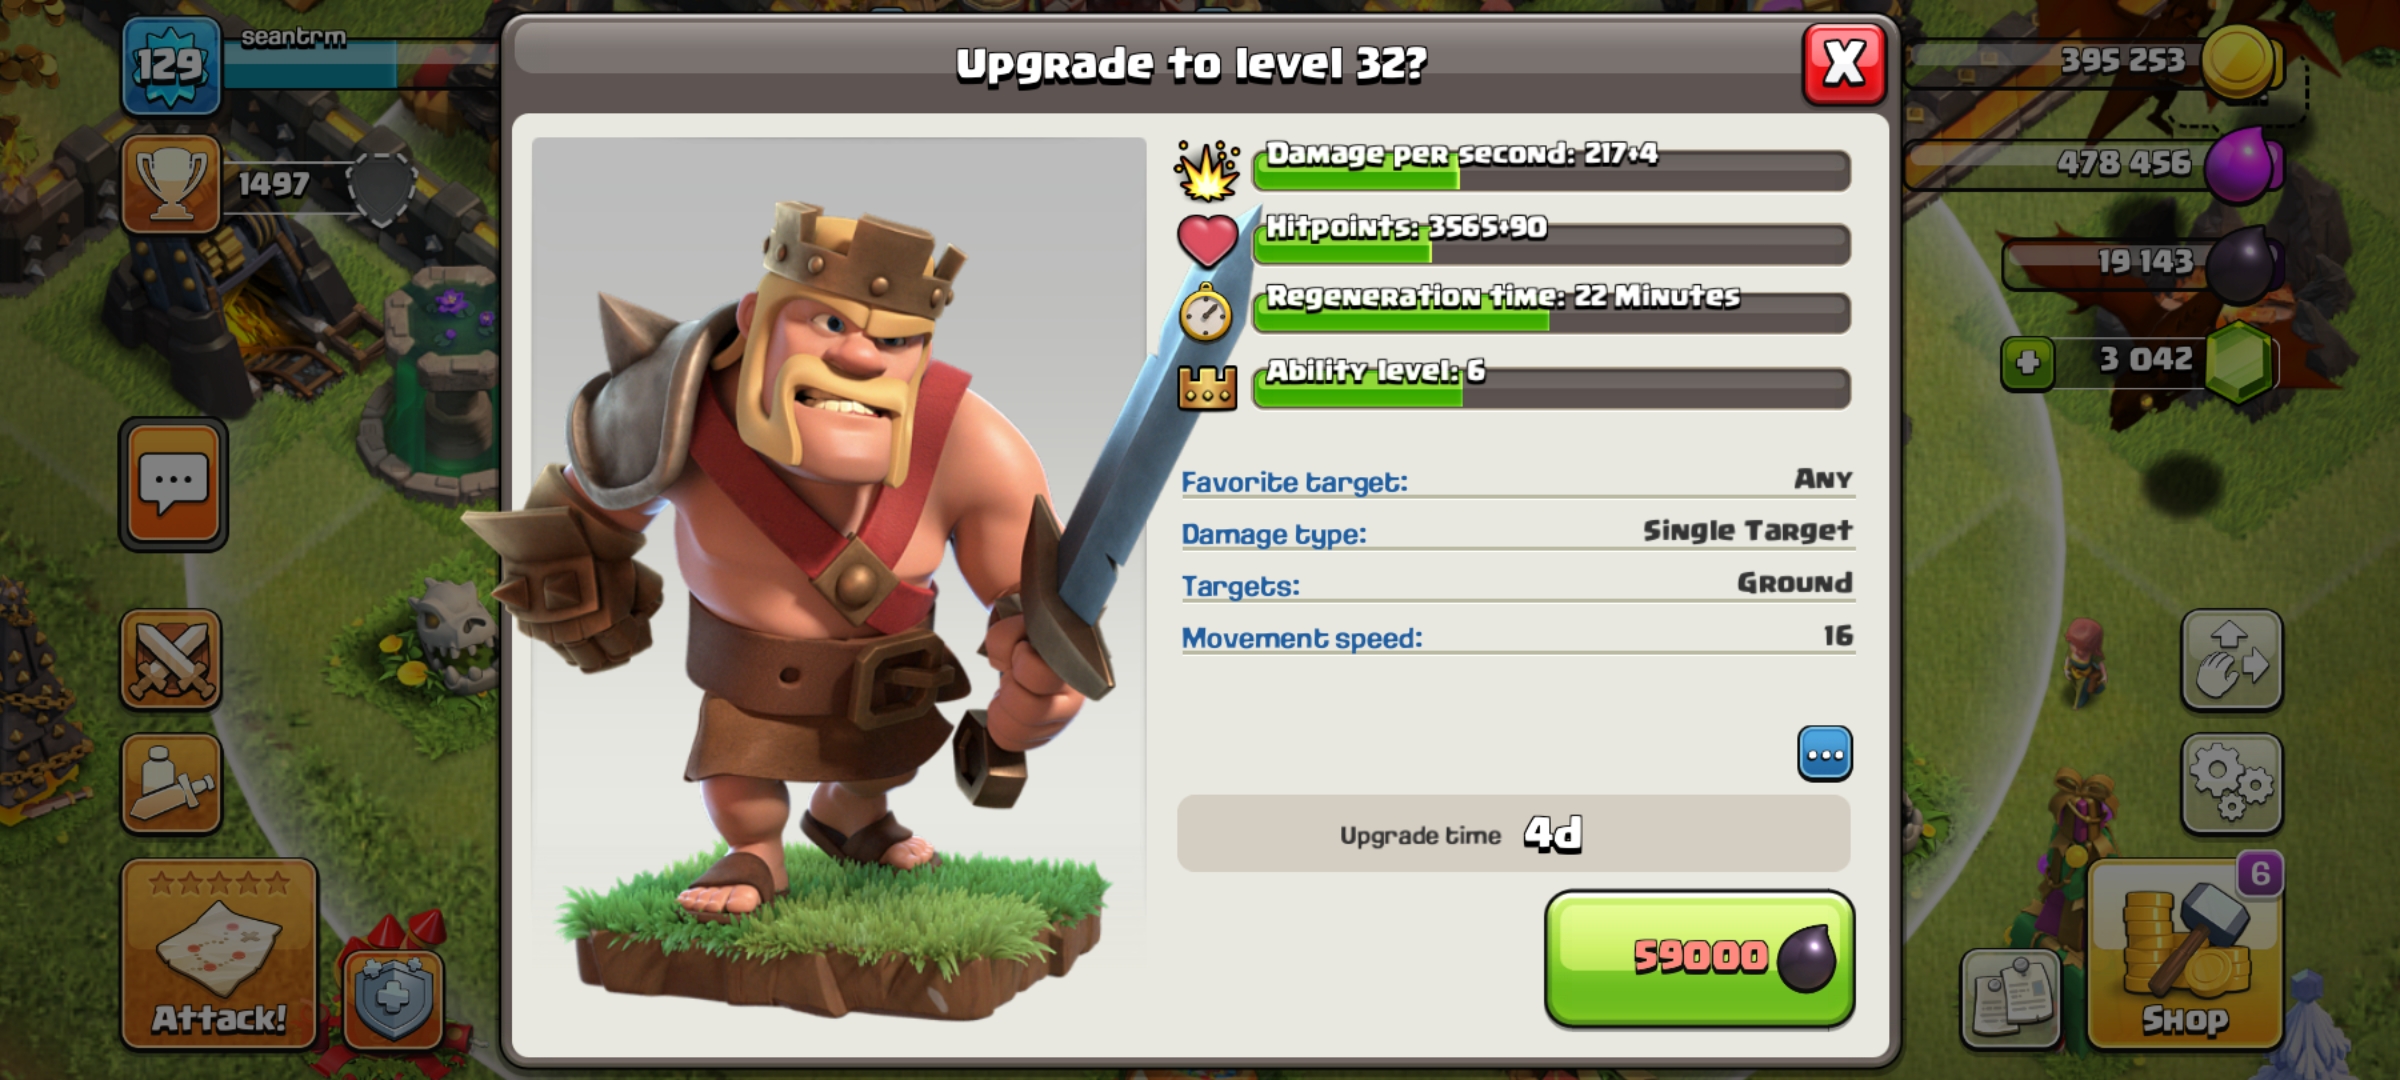 129
seantrm
1497
Attack!
Upgrade to level 32?
X
Damage per second: 217+4
Hitpoints: 3565+90
Regeneration time: 22 Minutes
Ability level: 6
Favorite target: Any
Damage type: Single Target
Targets: Ground
Movement speed: 16
Upgrade time 4d
59000
395 253
478 456
19 143
3 042
6
Shop